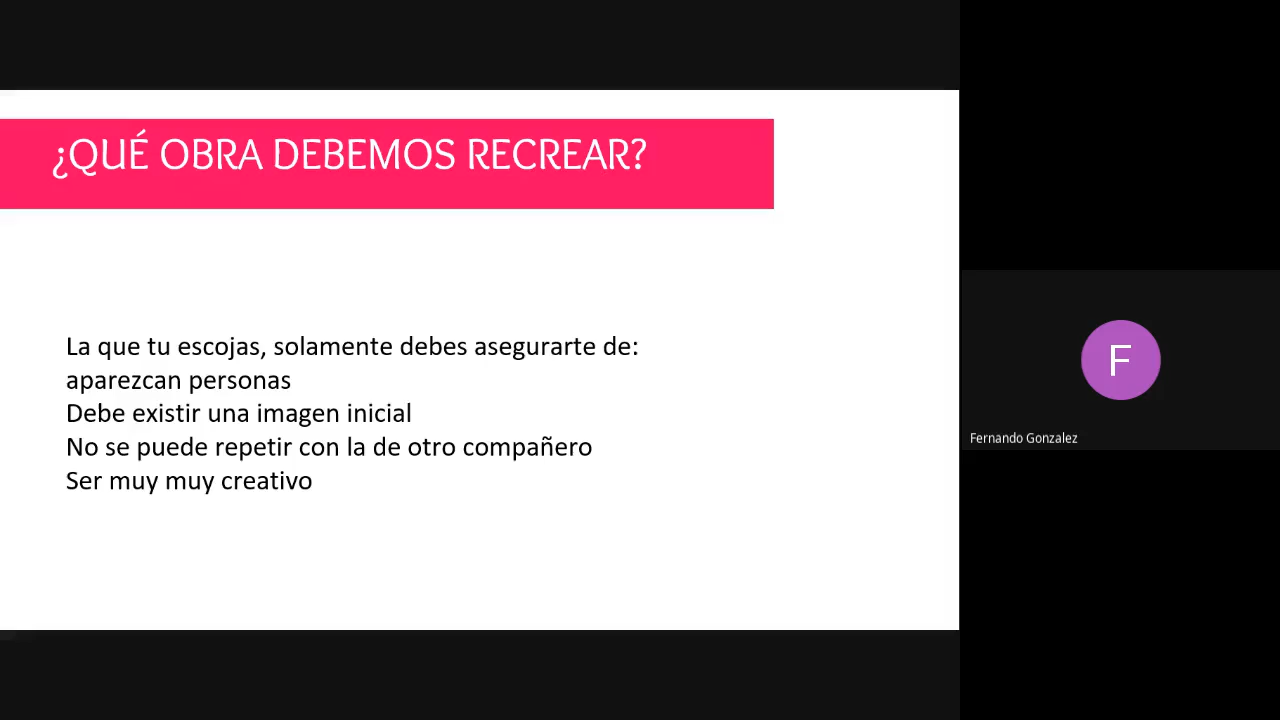 ¿QUÉ OBRA DEBEMOS RECREAR?
La que tu escojas, solamente debes asegurarte de:
aparezcan personas
Debe existir una imagen inicial
No se puede repetir con la de otro compañero
Ser muy muy creativo
F
Fernando Gonzalez